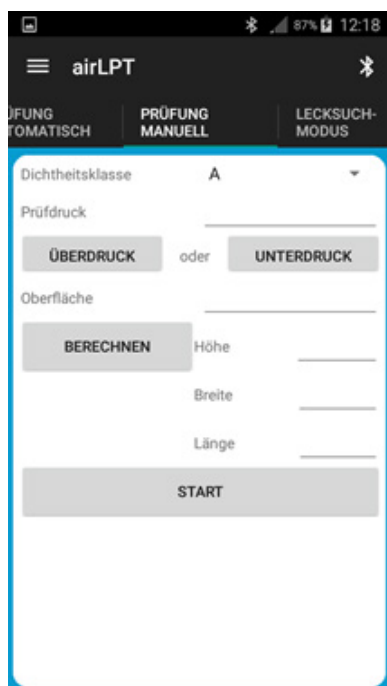 87% 12:18
airLPT
ÜFUNG PRÜFUNG LECKSUCH-
TOMATISCH MANUELL MODUS
Dichtheitsklasse A
Prüfdruck
ÜBERDRUCK oder UNTERDRUCK
Oberfläche
BERECHNEN Höhe
Breite
Länge
START